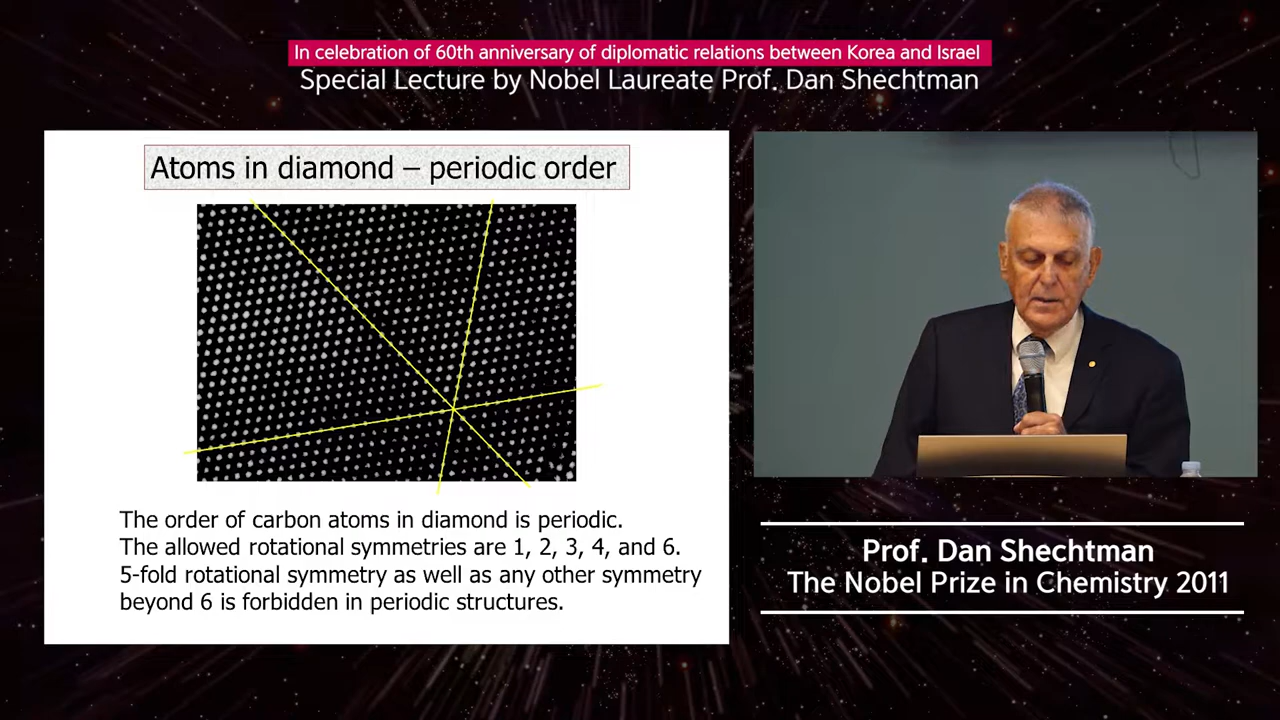 In celebration of 60th anniversary of diplomatic relations between Korea and Israel
Special Lecture by Nobel Laureate Prof. Dan Shechtman
Atoms in diamond – periodic order
The order of carbon atoms in diamond is periodic.
The allowed rotational symmetries are 1, 2, 3, 4, and 6.
5-fold rotational symmetry as well as any other symmetry
beyond 6 is forbidden in periodic structures.
Prof. Dan Shechtman
The Nobel Prize in Chemistry 2011